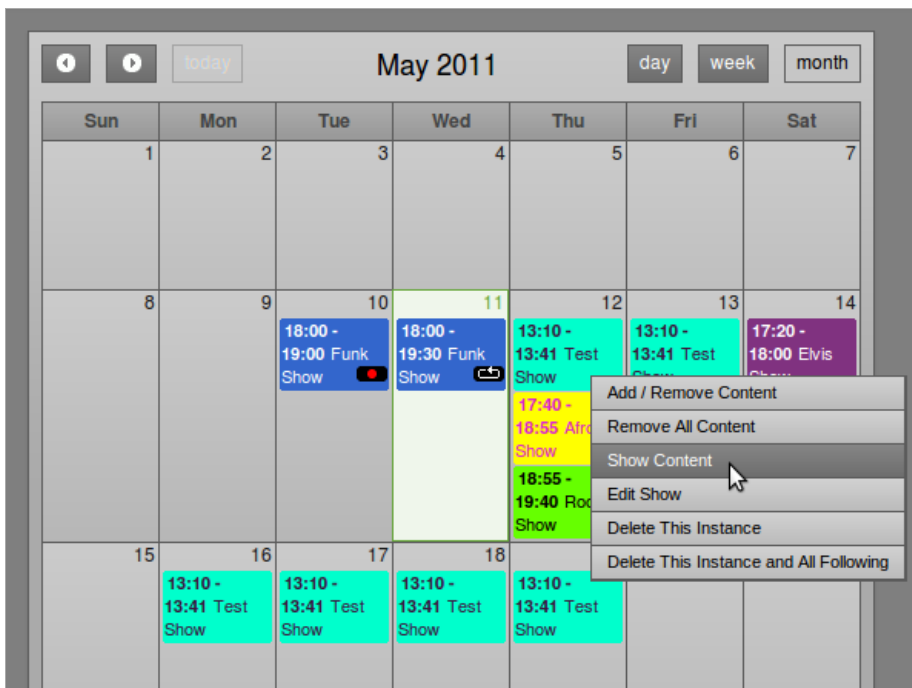 today
May 2011
day
week
month
Sun
Mon
Tue
Wed
Thu
Fri
Sat
1
2
3
4
5
6
7
8
9
10
11
12
13
14
18:00 -
19:00 Funk
Show
18:00 -
19:30 Funk
Show
13:10 -
13:41 Test
Show
17:40 -
18:55
Show
18:55 -
19:40
Show
13:10 -
13:41 Test
Show
17:20 -
18:00 Elvis
Show
Add / Remove Content
Remove All Content
Show Content
Edit Show
Delete This Instance
Delete This Instance and All Following
15
16
17
18
13:10 -
13:41 Test
Show
13:10 -
13:41 Test
Show
13:10 -
13:41 Test
Show
13:10 -
13:41 Test
Show